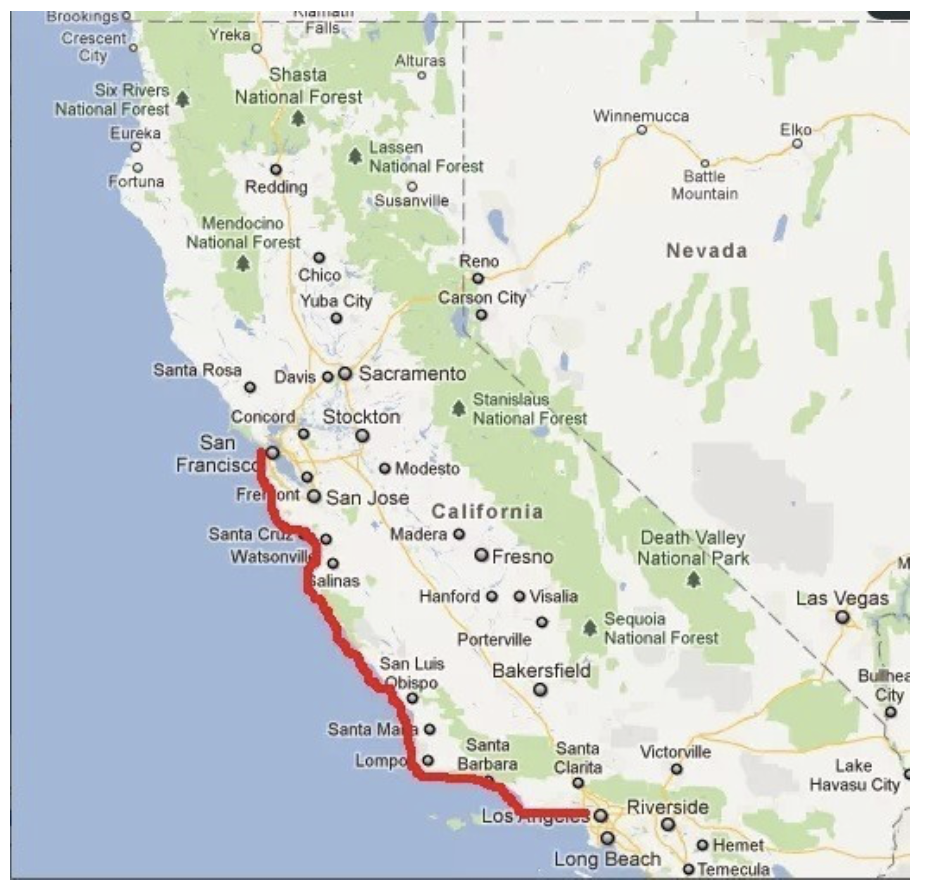 Brookings
Klamath
Falls
Crescent
City
Yreka
Alturas
Shasta
National Forest
Six Rivers
National Forest
Winnemucca
Elko
Eureka
Lassen
National Forest
Battle
Mountain
Fortuna
Redding
Susanville
Mendocino
National Forest
Nevada
Reno
Chico
Carson City
Yuba City
Santa Rosa
Davis
Sacramento
Stanislaus
National Forest
Concord
Stockton
San
Francisco
Modesto
Fremont
San Jose
California
Santa Cruz
Madera
Death Valley
National Park
Watsonville
Fresno
M
Salinas
Hanford
Visalia
Las Vegas
Sequoia
National Forest
Porterville
San Luis
Obispo
Bakersfield
Bullhea
City
Santa Maria
Santa
Barbara
Santa
Clarita
Victorville
Lompo
Lake
Havasu City
Los Angeles
Riverside
Hemet
Long Beach
Temecula